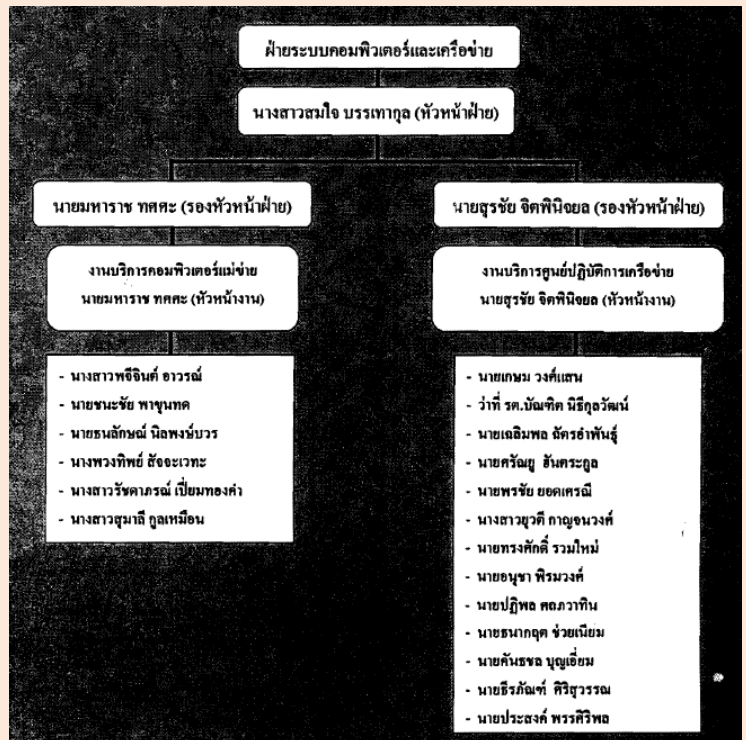 ฝ่ายระบบคอมพิวเตอร์และเครือข่าย
นางสาวสมใจ บรรเทากุล (หัวหน้าฝ่าย)
นายมหาราช ทศศะ (รองหัวหน้าฝ่าย)
งานบริการคอมพิวเตอร์แม่ข่าย
นายมหาราช ทศศะ (หัวหน้างาน)
- นางสาวพจีจินต์ อาวรณ์
- นายชนะชัย พาขุนทด
- นายธนลักษณ์ นิลพงษ์บวร
- นางพวงทิพย์ สัจจะเวทะ
- นางสาวรัชดาภรณ์ เปี่ยมทองคำ
- นางสาวสุมาลี กูลเหมือน
นายสุรชัย จิตพินิจยล (รองหัวหน้าฝ่าย)
งานบริการศูนย์ปฏิบัติการเครือข่าย
นายสุรชัย จิตพินิจยล (หัวหน้างาน)
- นายเกษม วงศ์แสน
- ว่าที่ รต.บัณฑิต นิธิกุลวัฒน์
- นายเฉลิมพล ฉัตรอำพันธุ์
- นายศรัณยู ฮันตระกูล
- นายพรชัย ยอดเศรณี
- นางสาวยุวดี กาญจนวงค์
- นายทรงศักดิ์ รวมใหม่
- นายอนุชา พิรมวงค์
- นายปฏิพล ศลภวาทิน
- นายธนากฤต ช่วยเนียม
- นายคันธชล บุญเอี่ยม
- นายธีรภัณฑ์ ศิริสุวรรณ
- นายประสงค์ พรรศิริพล